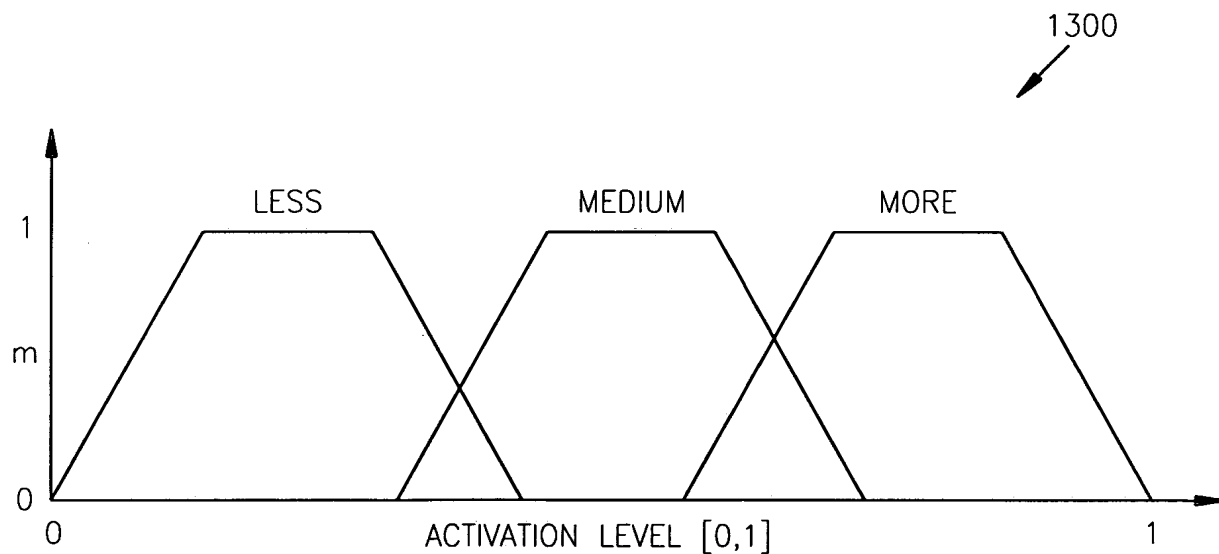 1300
LESS MEDIUM MORE
1
m
0
0 ACTIVATION LEVEL [0,1] 1